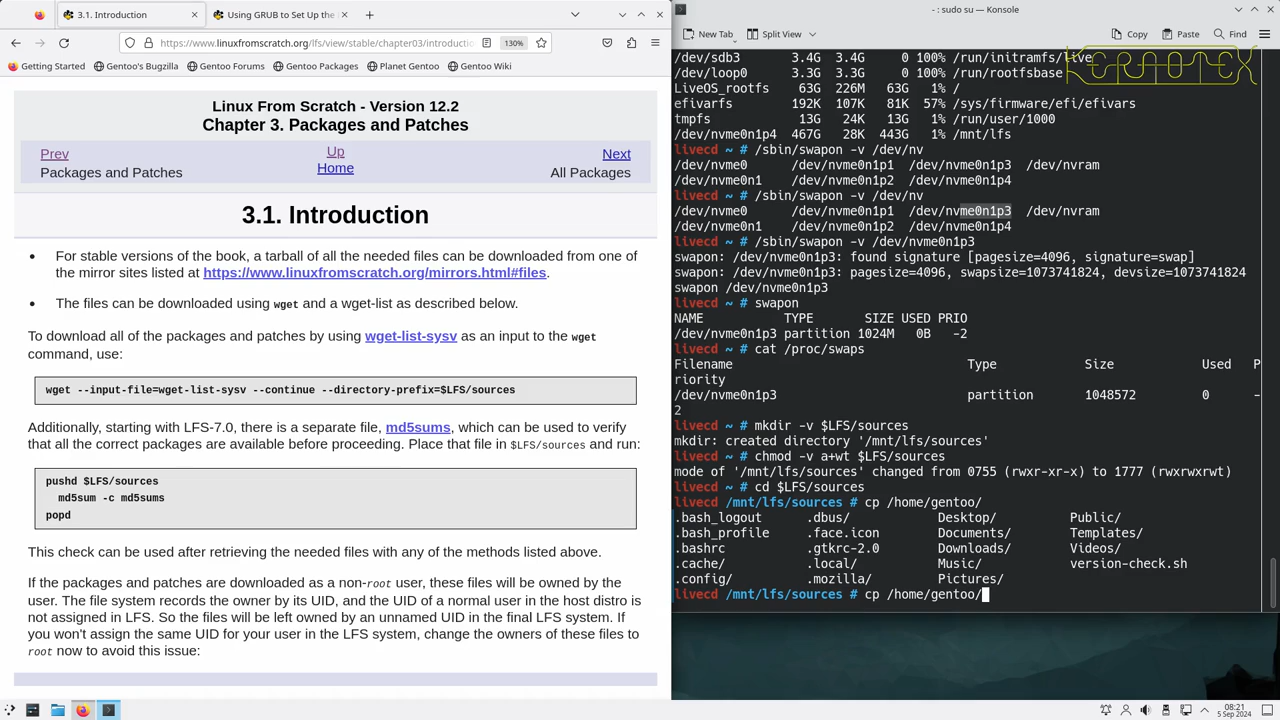 3.1. Introduction
Using GRUB to Set Up the
https://www.linuxfromscratch.org/lfs/view/stable/chapter03/introductic
130%
Getting Started
Gentoo's Bugzilla
Gentoo Forums
Gentoo Packages
Planet Gentoo
Gentoo Wiki
Linux From Scratch - Version 12.2
Chapter 3. Packages and Patches
Prev
Up
Next
Packages and Patches
Home
All Packages
3.1. Introduction
For stable versions of the book, a tarball of all the needed files can be downloaded from one of
the mirror sites listed at https://www.linuxfromscratch.org/mirrors.html#files.
The files can be downloaded using wget and a wget-list as described below.
To download all of the packages and patches by using wget-list-sysv as an input to the wget
command, use:
wget --input-file=wget-list-sysv --continue --directory-prefix=$LFS/sources
Additionally, starting with LFS-7.0, there is a separate file, md5sums, which can be used to verify
that all the correct packages are available before proceeding. Place that file in $LFS/sources and run:
pushd $LFS/sources
md5sum -c md5sums
popd
This check can be used after retrieving the needed files with any of the methods listed above.
If the packages and patches are downloaded as a non-root user, these files will be owned by the
user. The file system records the owner by its UID, and the UID of a normal user in the host distro is
not assigned in LFS. So the files will be left owned by an unnamed UID in the final LFS system. If
you won't assign the same UID for your user in the LFS system, change the owners of these files to
root now to avoid this issue:
- : sudo su — Konsole
New Tab
Split View
Copy
Paste
Find
KERNOTEX
/dev/sdb3 3.4G 3.4G 0 100% /run/initramfs/live
/dev/loop0 3.3G 3.3G 0 100% /run/rootfsbase
LiveOS_rootfs 63G 226M 63G 1% /
efivarfs 192K 107K 81K 57% /sys/firmware/efi/efivars
tmpfs 13G 24K 13G 1% /run/user/1000
/dev/nvme0n1p4 467G 28K 443G 1% /mnt/lfs
livecd ~ # /sbin/swapon -v /dev/nv
/dev/nvme0 /dev/nvme0n1p1 /dev/nvme0n1p3 /dev/nvram
/dev/nvme0n1 /dev/nvme0n1p2 /dev/nvme0n1p4
livecd ~ # /sbin/swapon -v /dev/nv
/dev/nvme0 /dev/nvme0n1p1 /dev/nvme0n1p3 /dev/nvram
/dev/nvme0n1 /dev/nvme0n1p2 /dev/nvme0n1p4
livecd ~ # /sbin/swapon -v /dev/nvme0n1p3
swapon: /dev/nvme0n1p3: found signature [pagesize=4096, signature=swap]
swapon: /dev/nvme0n1p3: pagesize=4096, swapsize=1073741824, devsize=1073741824
swapon /dev/nvme0n1p3
livecd ~ # swapon
NAME TYPE SIZE USED PRIO
/dev/nvme0n1p3 partition 1024M 0B -2
livecd ~ # cat /proc/swaps
Filename Type Size Used P
riority
/dev/nvme0n1p3 partition 1048572 0 -
2
livecd ~ # mkdir -v $LFS/sources
mkdir: created directory '/mnt/lfs/sources'
livecd ~ # chmod -v a+wt $LFS/sources
mode of '/mnt/lfs/sources' changed from 0755 (rwxr-xr-x) to 1777 (rwxrwxrwt)
livecd ~ # cd $LFS/sources
livecd /mnt/lfs/sources # cp /home/gentoo/
.bash_logout .dbus/ Desktop/ Public/
.bash_profile .face.icon Documents/ Templates/
.bashrc .gtkrc-2.0 Downloads/ Videos/
.cache/ .local/ Music/ version-check.sh
.config/ .mozilla/ Pictures/
livecd /mnt/lfs/sources # cp /home/gentoo/
08:21
5 Sep 2024